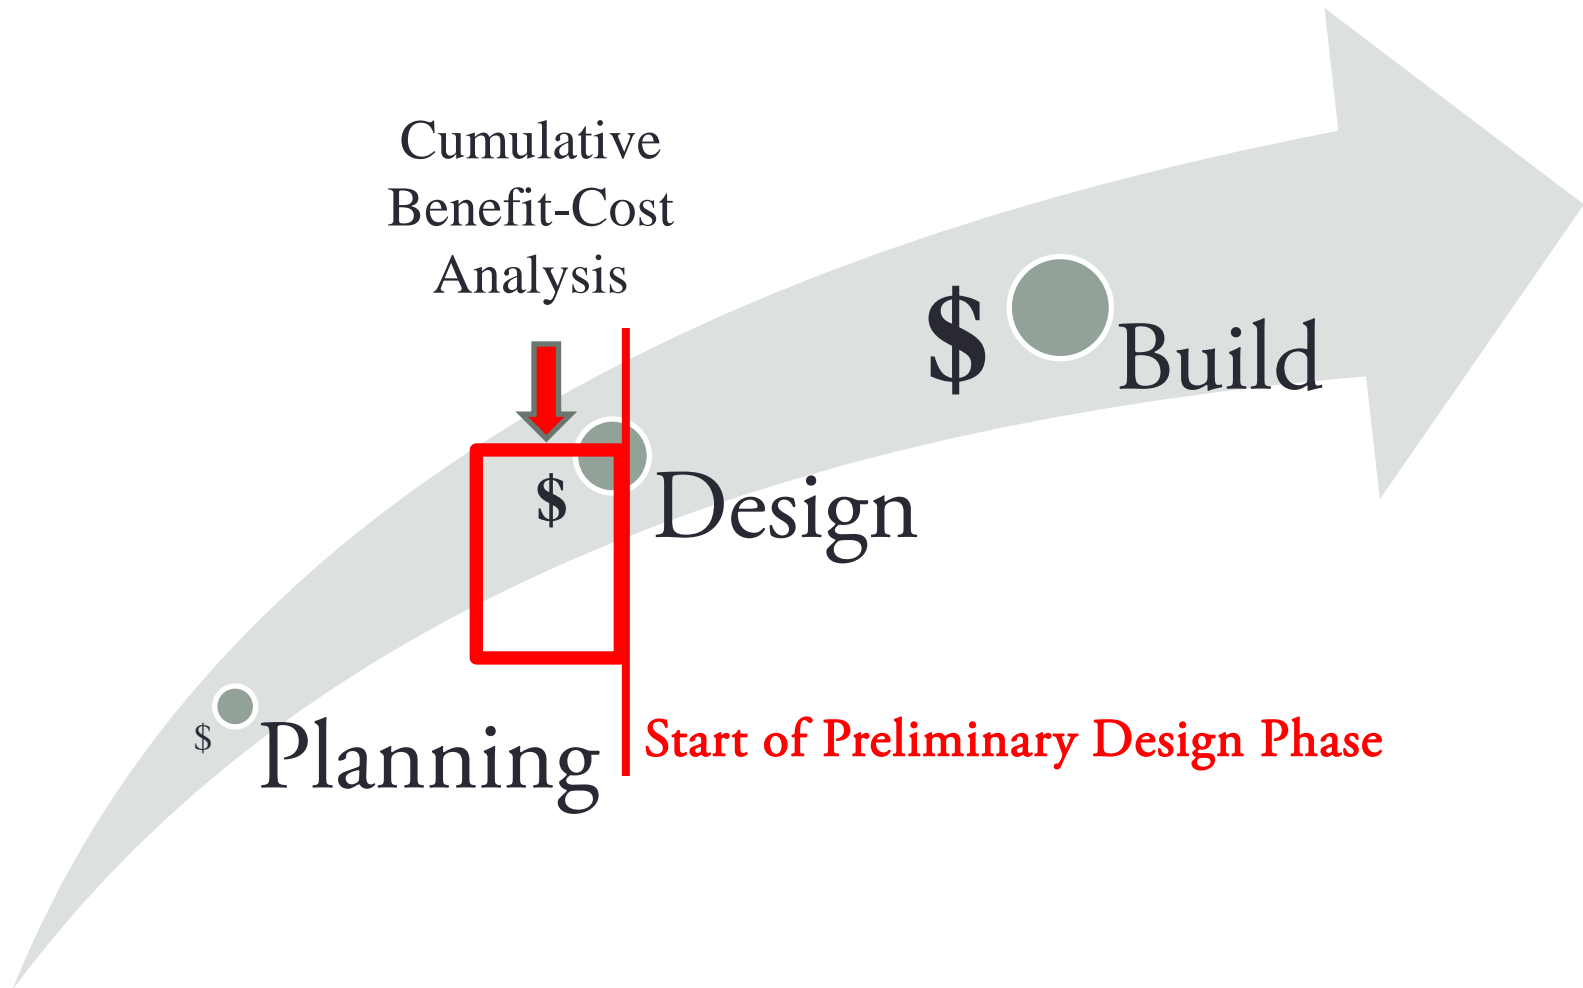 Cumulative
Benefit-Cost
Analysis
$
Build
$
Design
$
Planning
Start of Preliminary Design Phase